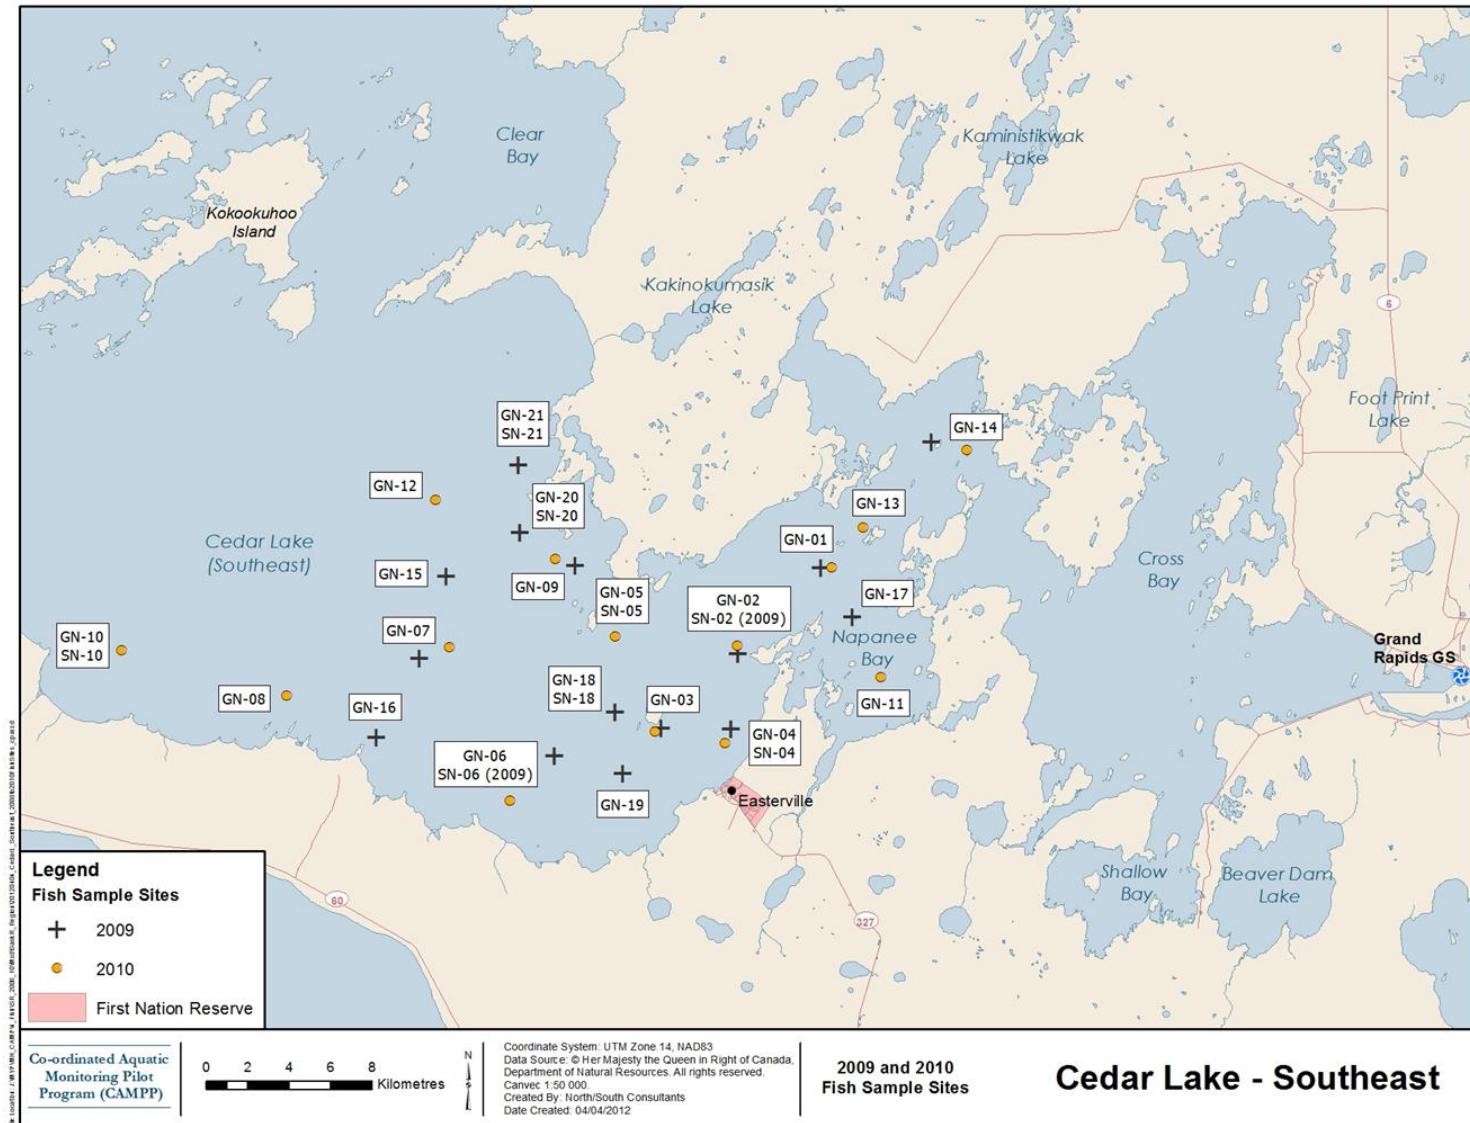 Clear
Bay
Kaministikwak
Lake
Kokookuhoo
Island
Kakinokumasik
Lake
6
Foot Print
Lake
GN-21
SN-21
GN-14
GN-12
GN-20
SN-20
GN-13
Cedar Lake
(Southeast)
GN-01
Cross
Bay
GN-15
GN-09
GN-05
SN-05
GN-02
SN-02 (2009)
GN-17
GN-10
SN-10
GN-07
Napanee
Bay
Grand
Rapids GS
GN-08
GN-18
SN-18
GN-03
GN-11
GN-16
GN-04
SN-04
GN-06
SN-06 (2009)
GN-19
Easterville
Shallow
Bay
Beaver Dam
Lake
60
327
Legend
Fish Sample Sites
2009
2010
First Nation Reserve
Co-ordinated Aquatic
Monitoring Pilot
Program (CAMPP)
0 2 4 6 8
Kilometres
N
Coordinate System: UTM Zone 14, NAD83
Data Source: © Her Majesty the Queen in Right of Canada,
Department of Natural Resources. All rights reserved.
Canvec 1:50 000.
Created By: North/South Consultants
Date Created: 04/04/2012
2009 and 2010
Fish Sample Sites
Cedar Lake - Southeast